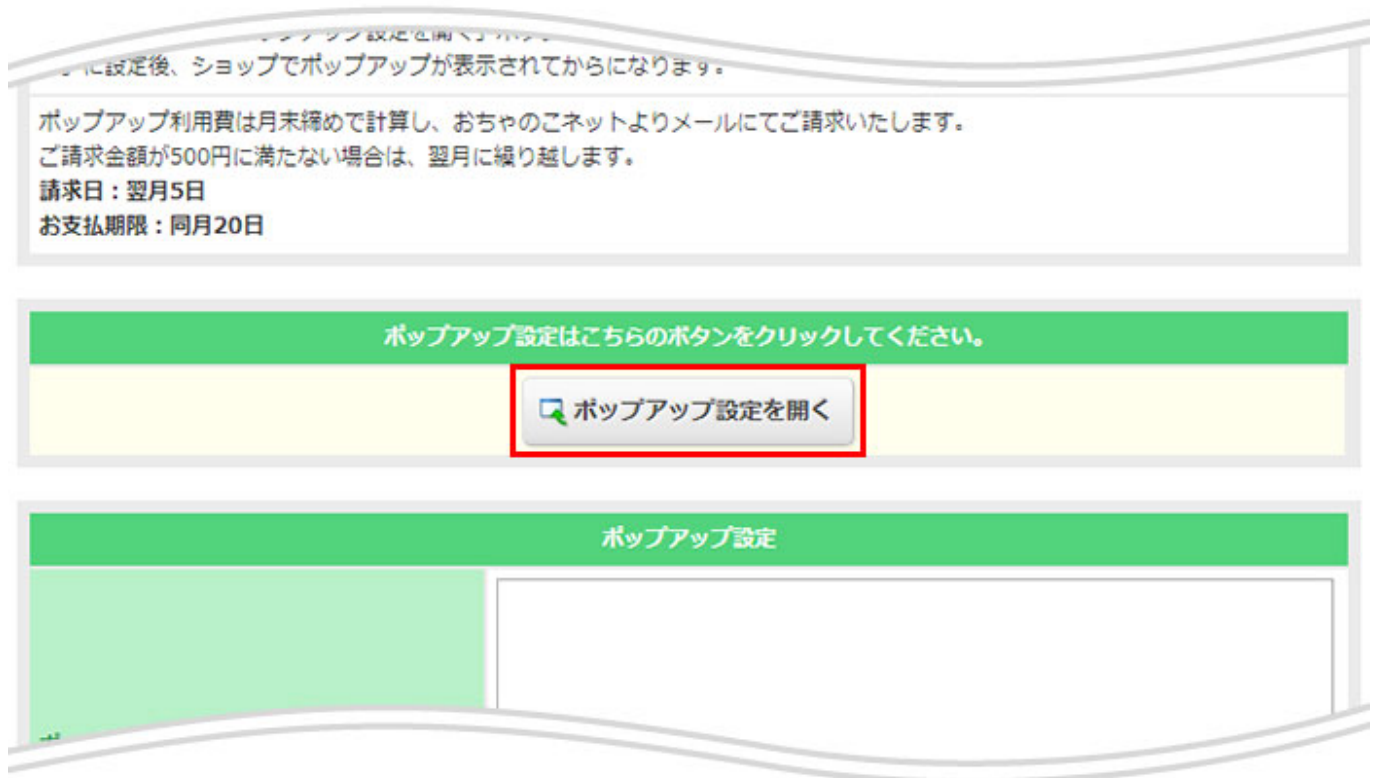 に設定後、ショップでポップアップが表示されてからになります。
ポップアップ利用費は月末締めで計算し、おちゃのこネットよりメールにてご請求いたします。
ご請求金額が500円に満たない場合は、翌月に繰り越します。
請求日：翌月5日
お支払期限：同月20日
ポップアップ設定はこちらのボタンをクリックしてください。
ポップアップ設定を開く
ポップアップ設定